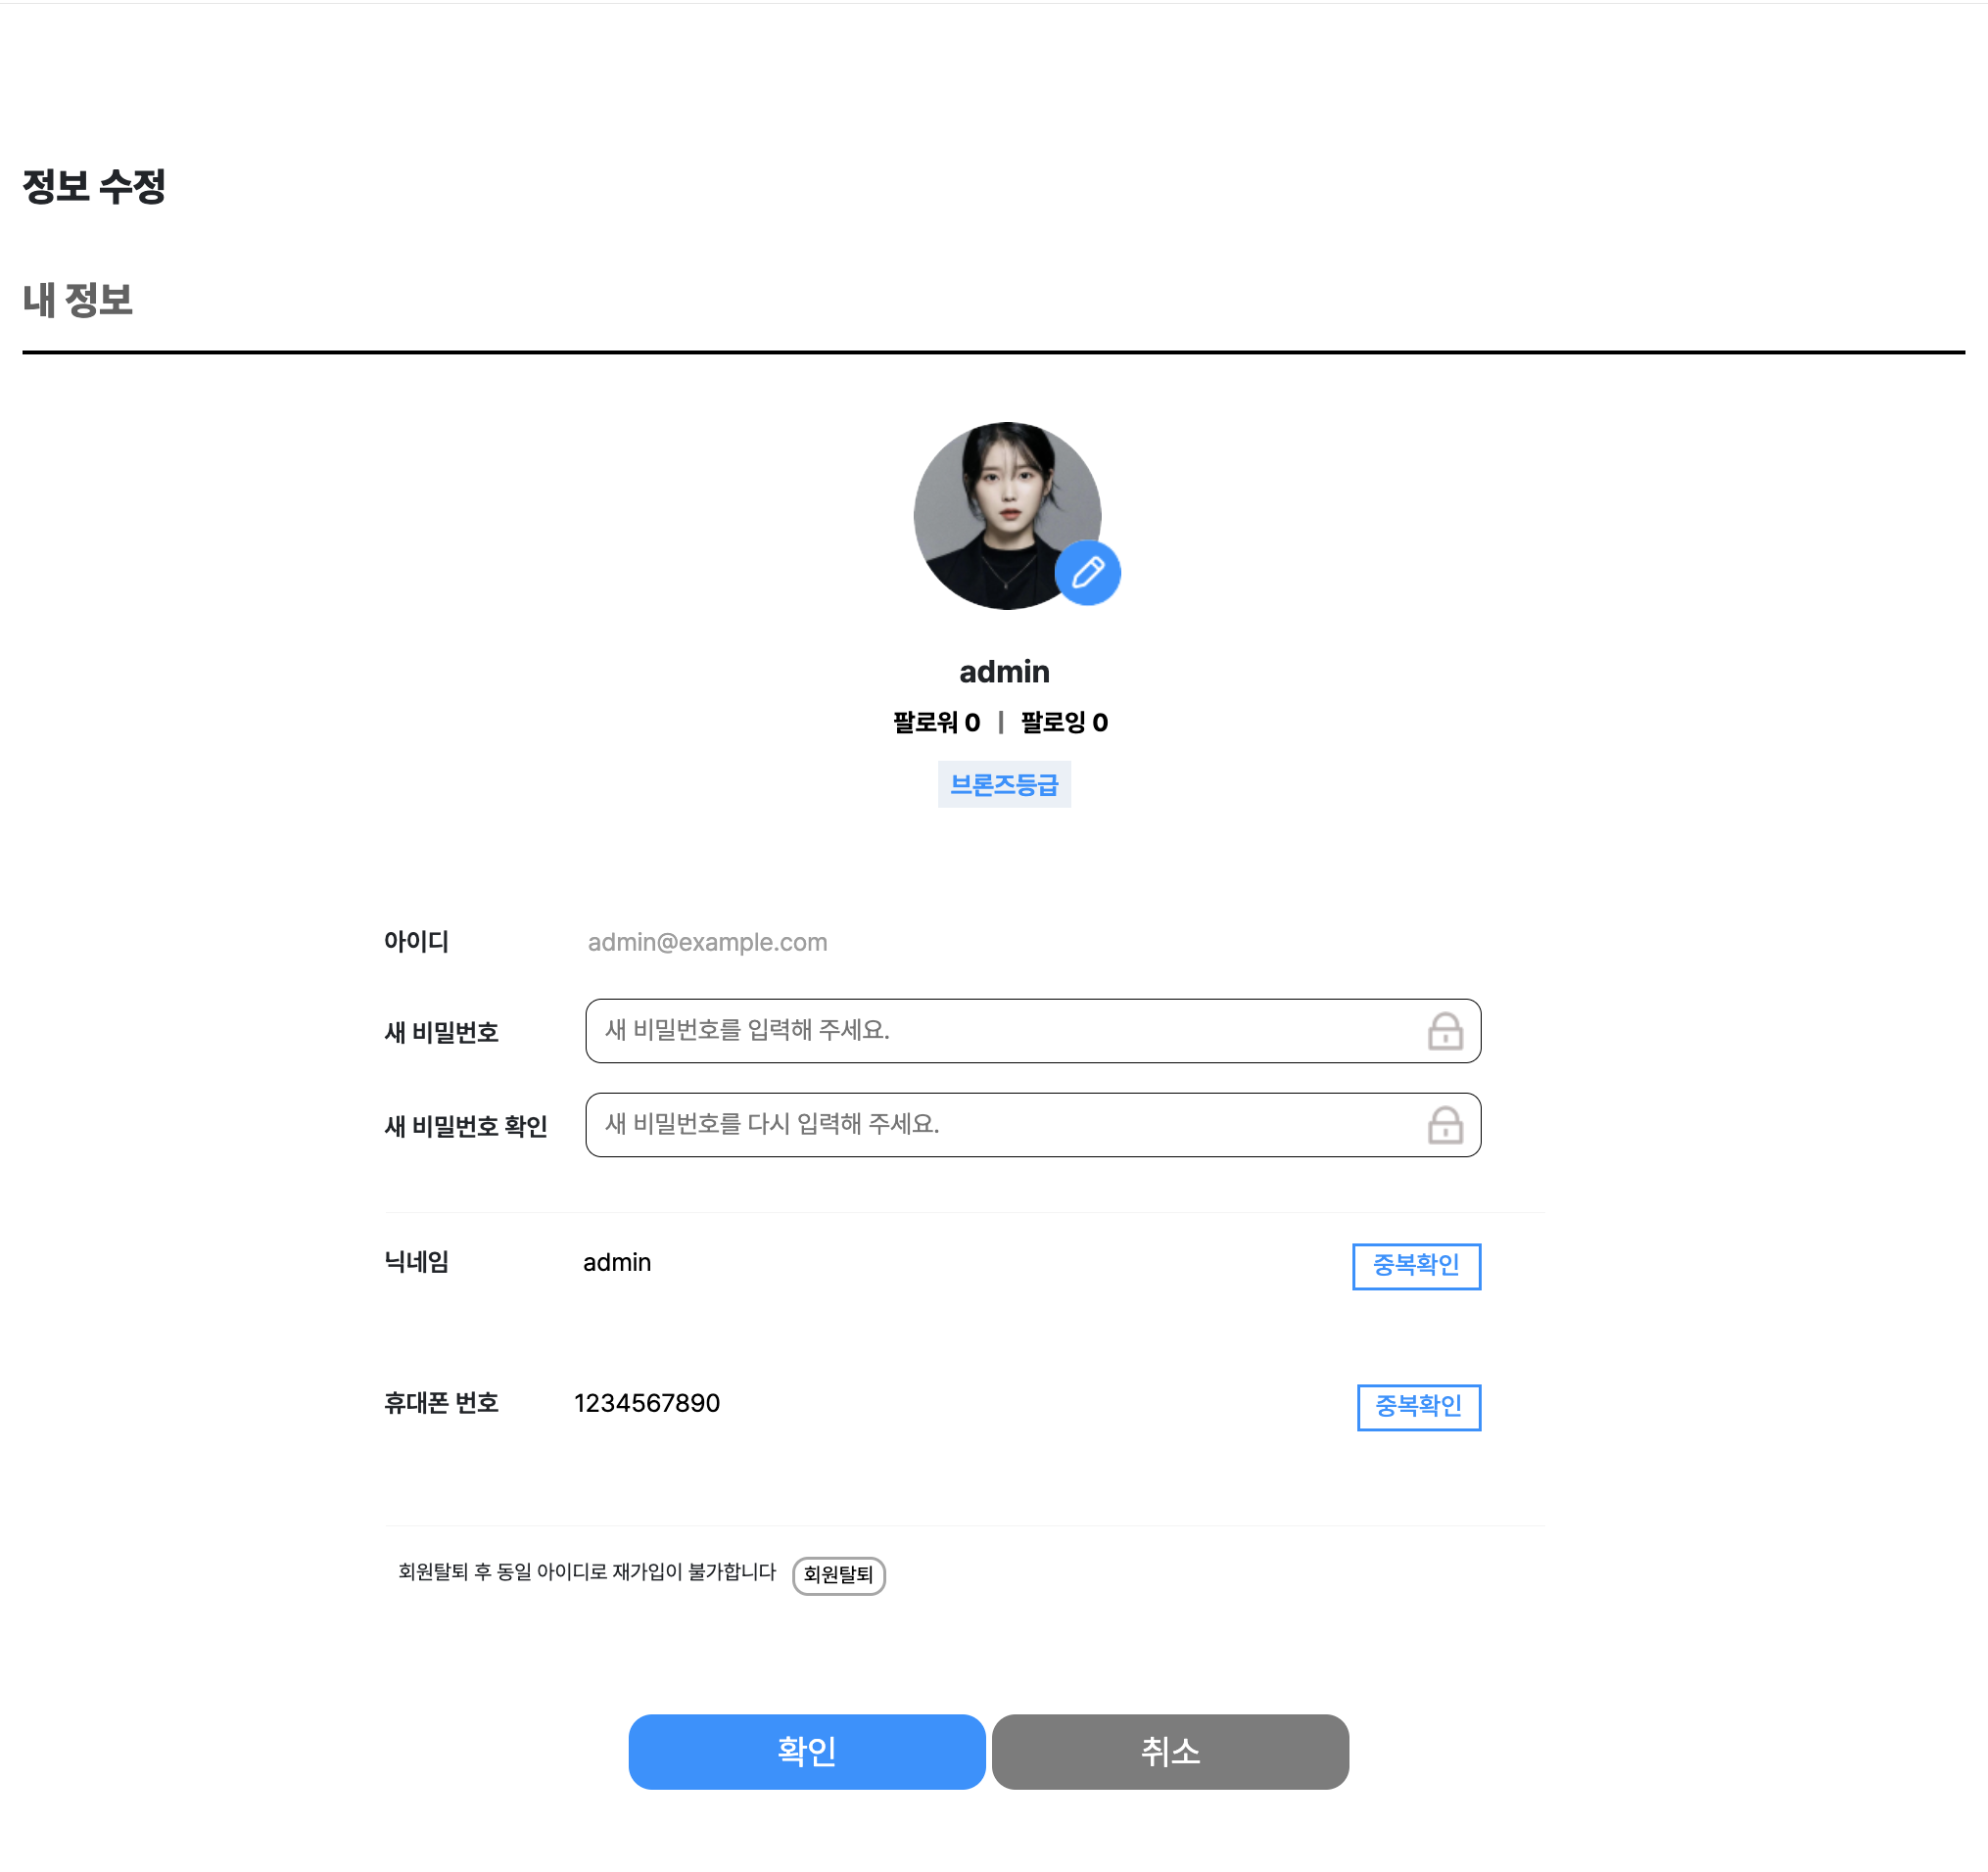 정보 수정
내 정보
admin
팔로워 0 | 팔로잉 0
브론즈등급
아이디 admin@example.com
새 비밀번호 새 비밀번호를 입력해 주세요.
새 비밀번호 확인 새 비밀번호를 다시 입력해 주세요.
닉네임 admin 중복확인
휴대폰 번호 1234567890 중복확인
회원탈퇴 후 동일 아이디로 재가입이 불가합니다 회원탈퇴
확인 취소